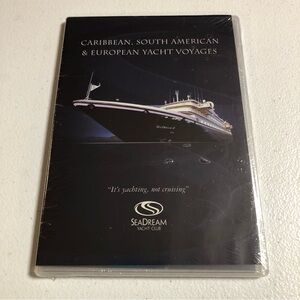 CARIBBEAN, SOUTH AMERICAN
& EUROPEAN YACHT VOYAGES
"It's yachting, not cruising"
SEADREAM
YACHT CLUB